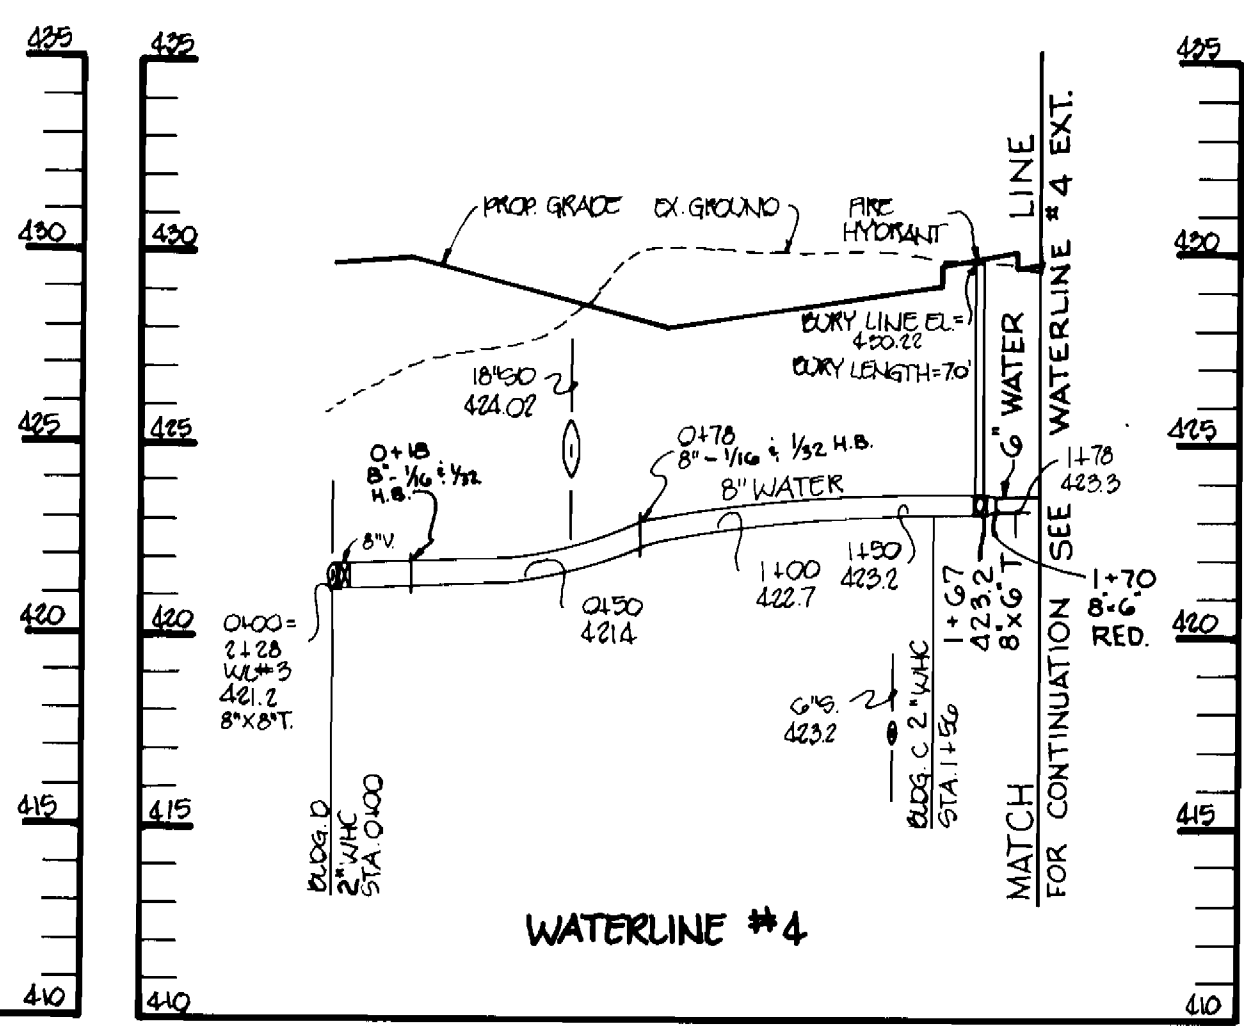 435
435
435
430
430
430
425
425
425
420
420
420
415
415
415
410
410
410
PROP. GRADE
EX. GROUND
FIRE
HYDRANT
BURY LINE EL.=
430.22
BURY LENGTH=7.0'
18"SD
424.02
0+18
8"- 1/16 & 1/32
H.B.
0+78
8"- 1/16 & 1/32 H.B.
8" WATER
6" WATER
1+78
423.3
8"V.
0+00=
2+28
WL#3
421.2
8"X8"T.
0+50
421.4
1+00
422.7
1+50
423.2
1+67
423.2
8"x6"T
1+70
8"x6"
RED.
6"S.
423.2
BLDG. D
2" WHC
STA. 0+00
BLDG. C 2" WHC
STA. 1+56
MATCH LINE
FOR CONTINUATION SEE WATERLINE #4 EXT.
WATERLINE #4